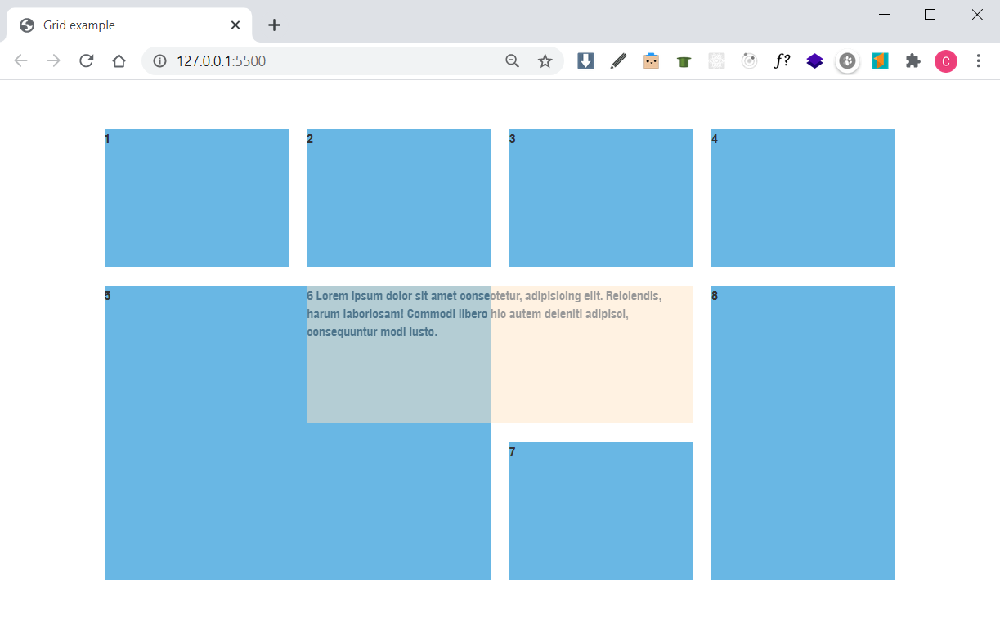 Grid example
127.0.0.1:5500
f?
C
1
2
3
4
5
6 Lorem ipsum dolor sit amet oonseotetur, adipisioing elit. Reioiendis,
harum laboriosam! Commodi libero hio autem deleniti adipisoi,
oonsequuntur modi iusto.
8
7